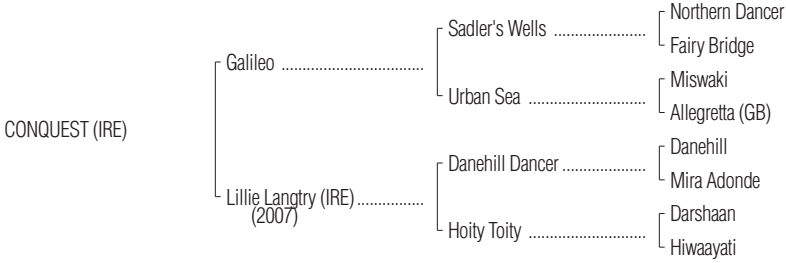 Northern Dancer
Sadler's Wells ......................
Fairy Bridge
Galileo ..................................
Miswaki
Urban Sea ............................
Allegretta (GB)
CONQUEST (IRE)
Danehill
Danehill Dancer ....................
Mira Adonde
Lillie Langtry (IRE) ................
(2007)
Darshaan
Hoity Toity ............................
Hiwaayati